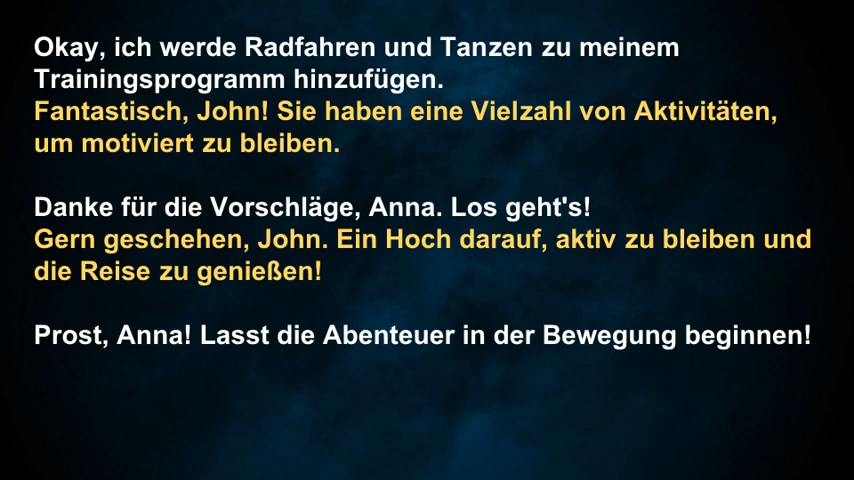 Okay, ich werde Radfahren und Tanzen zu meinem
Trainingsprogramm hinzufügen.
Fantastisch, John! Sie haben eine Vielzahl von Aktivitäten,
um motiviert zu bleiben.
Danke für die Vorschläge, Anna. Los geht's!
Gern geschehen, John. Ein Hoch darauf, aktiv zu bleiben und
die Reise zu genießen!
Prost, Anna! Lasst die Abenteuer in der Bewegung beginnen!